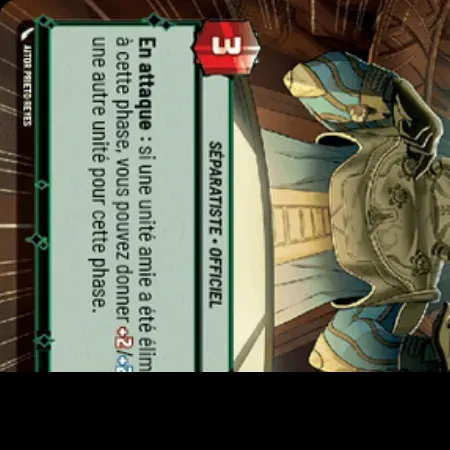 3
SÉPARATISTE • OFFICIEL
En attaque : si une unité amie a été
à cette phase, vous pouvez donner +2/
une autre unité pour cette phase.
AITOR PRIETO REYES